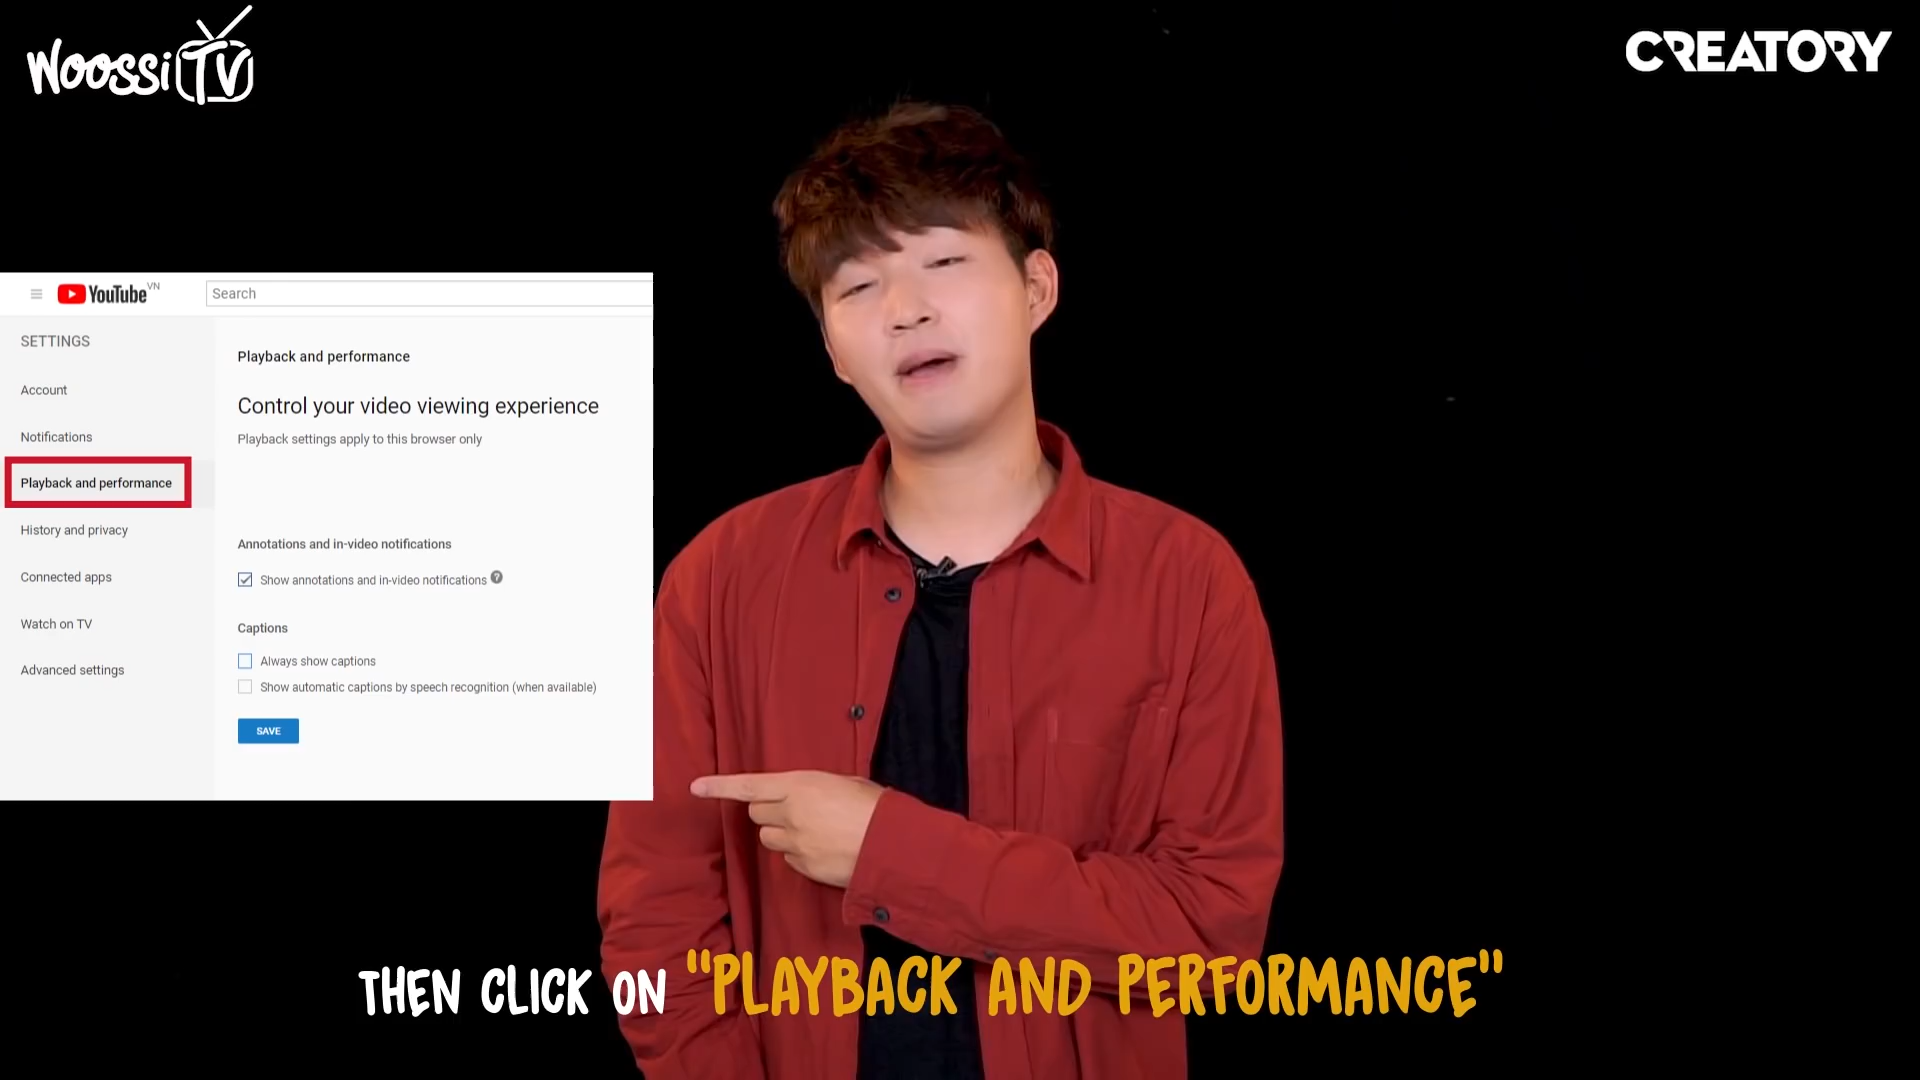 Woossi TV
CREATORY
YouTube VN
Search
SETTINGS
Account
Notifications
Playback and performance
History and privacy
Connected apps
Watch on TV
Advanced settings
Playback and performance
Control your video viewing experience
Playback settings apply to this browser only
Annotations and in-video notifications
Show annotations and in-video notifications ?
Captions
Always show captions
Show automatic captions by speech recognition (when available)
SAVE
THEN CLICK ON "PLAYBACK AND PERFORMANCE"